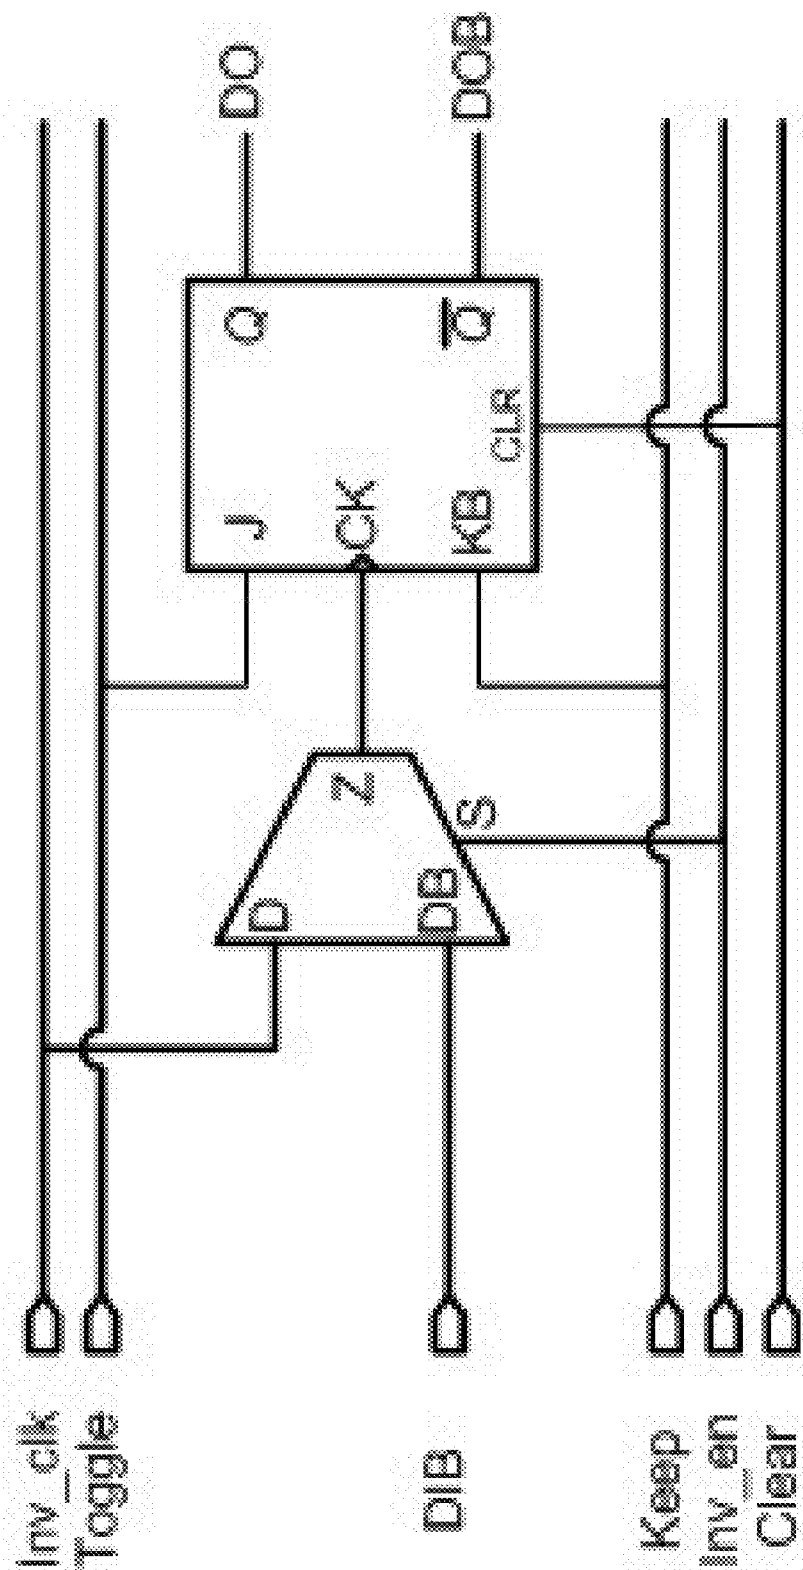 Inv_clk
Toggle
DIB
Keep
Inv_en
Clear
D
DB
Z
S
J
CK
KB
CLR
Q
Q̅
DO
DOB